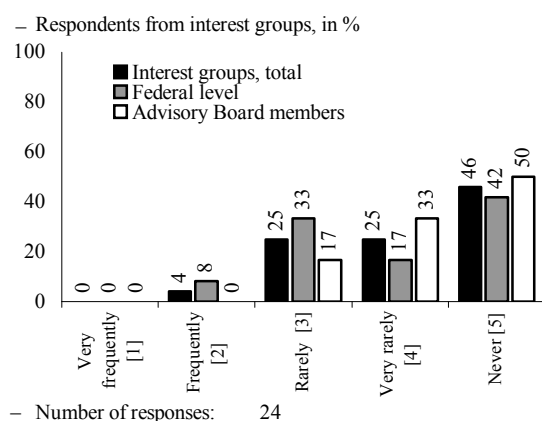 – Respondents from interest groups, in %
100
80
60
40
20
0
Interest groups, total
Federal level
Advisory Board members
0
0
0
4
8
0
25
33
17
25
17
33
46
42
50
Very
frequently
[1]
Frequently
[2]
Rarely [3]
Very rarely
[4]
Never [5]
– Number of responses: 24